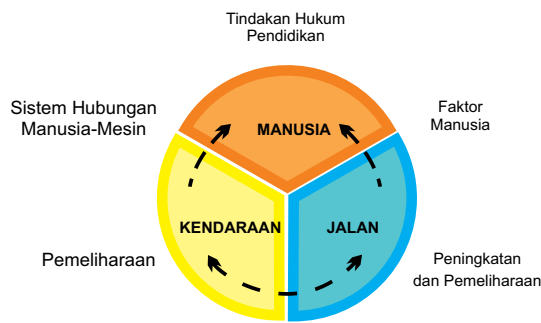 Tindakan Hukum
Pendidikan
Sistem Hubungan
Manusia-Mesin
MANUSIA
Faktor
Manusia
KENDARAAN
JALAN
Pemeliharaan
Peningkatan
dan Pemeliharaan